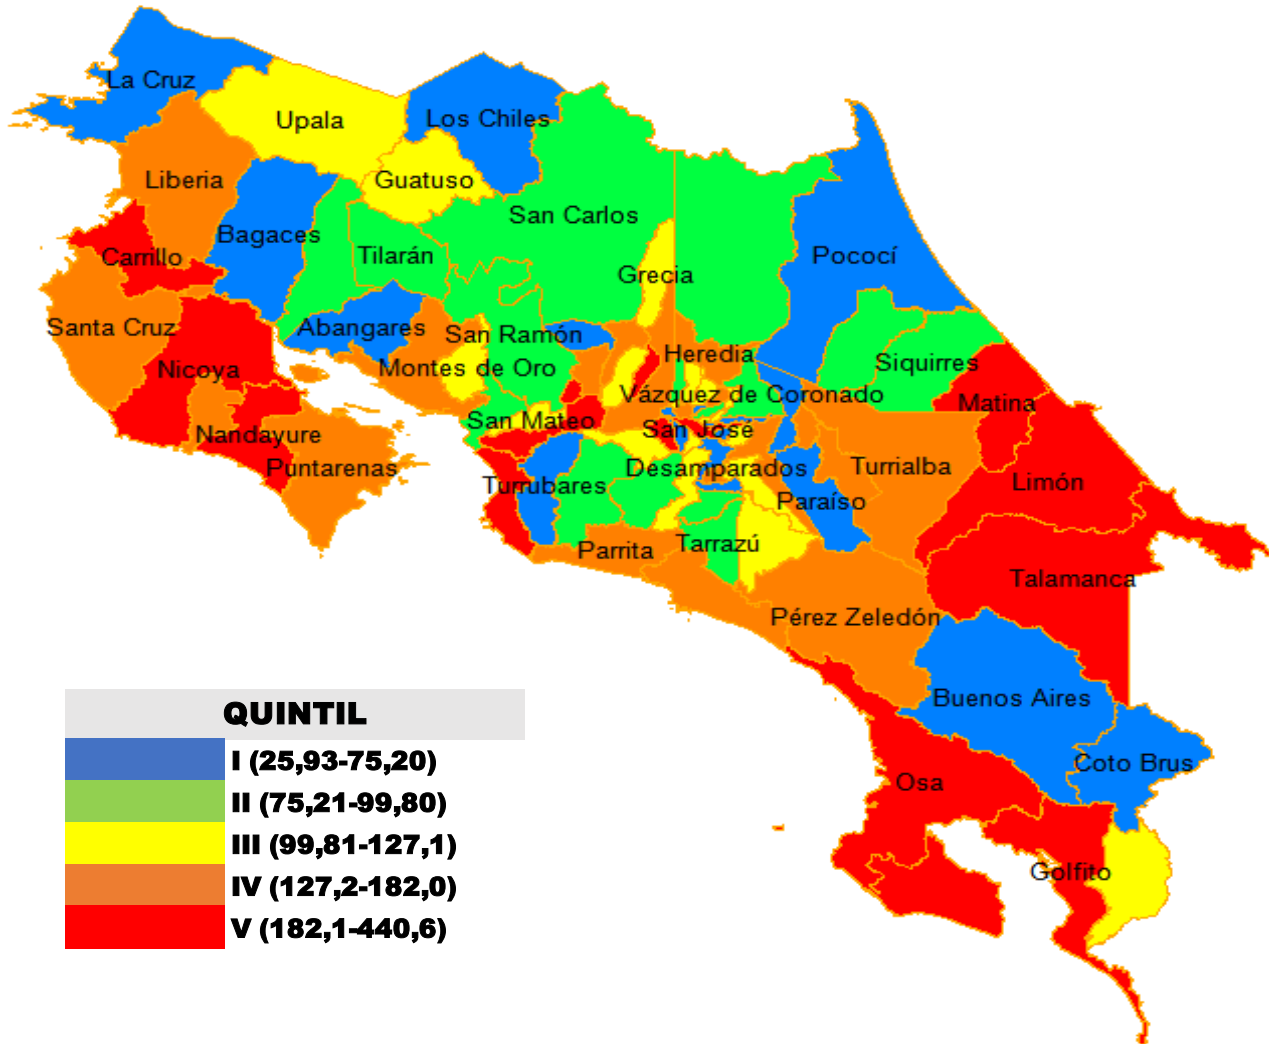 La Cruz
Upala
Los Chiles
Liberia
Guatuso
San Carlos
Bagaces
Carrillo
Tilarán
Grecia
Pococí
Santa Cruz
Abangares
San Ramón
Heredia
Siquirres
Nicoya
Montes de Oro
Vázquez de Coronado
Matina
San Mateo
San José
Nandayure
Puntarenas
Desamparados
Turrialba
Turrubares
Paraíso
Limón
Parrita
Tarrazú
Talamanca
Pérez Zeledón
Buenos Aires
Coto Brus
Osa
Golfito
QUINTIL
I (25,93-75,20)
II (75,21-99,80)
III (99,81-127,1)
IV (127,2-182,0)
V (182,1-440,6)